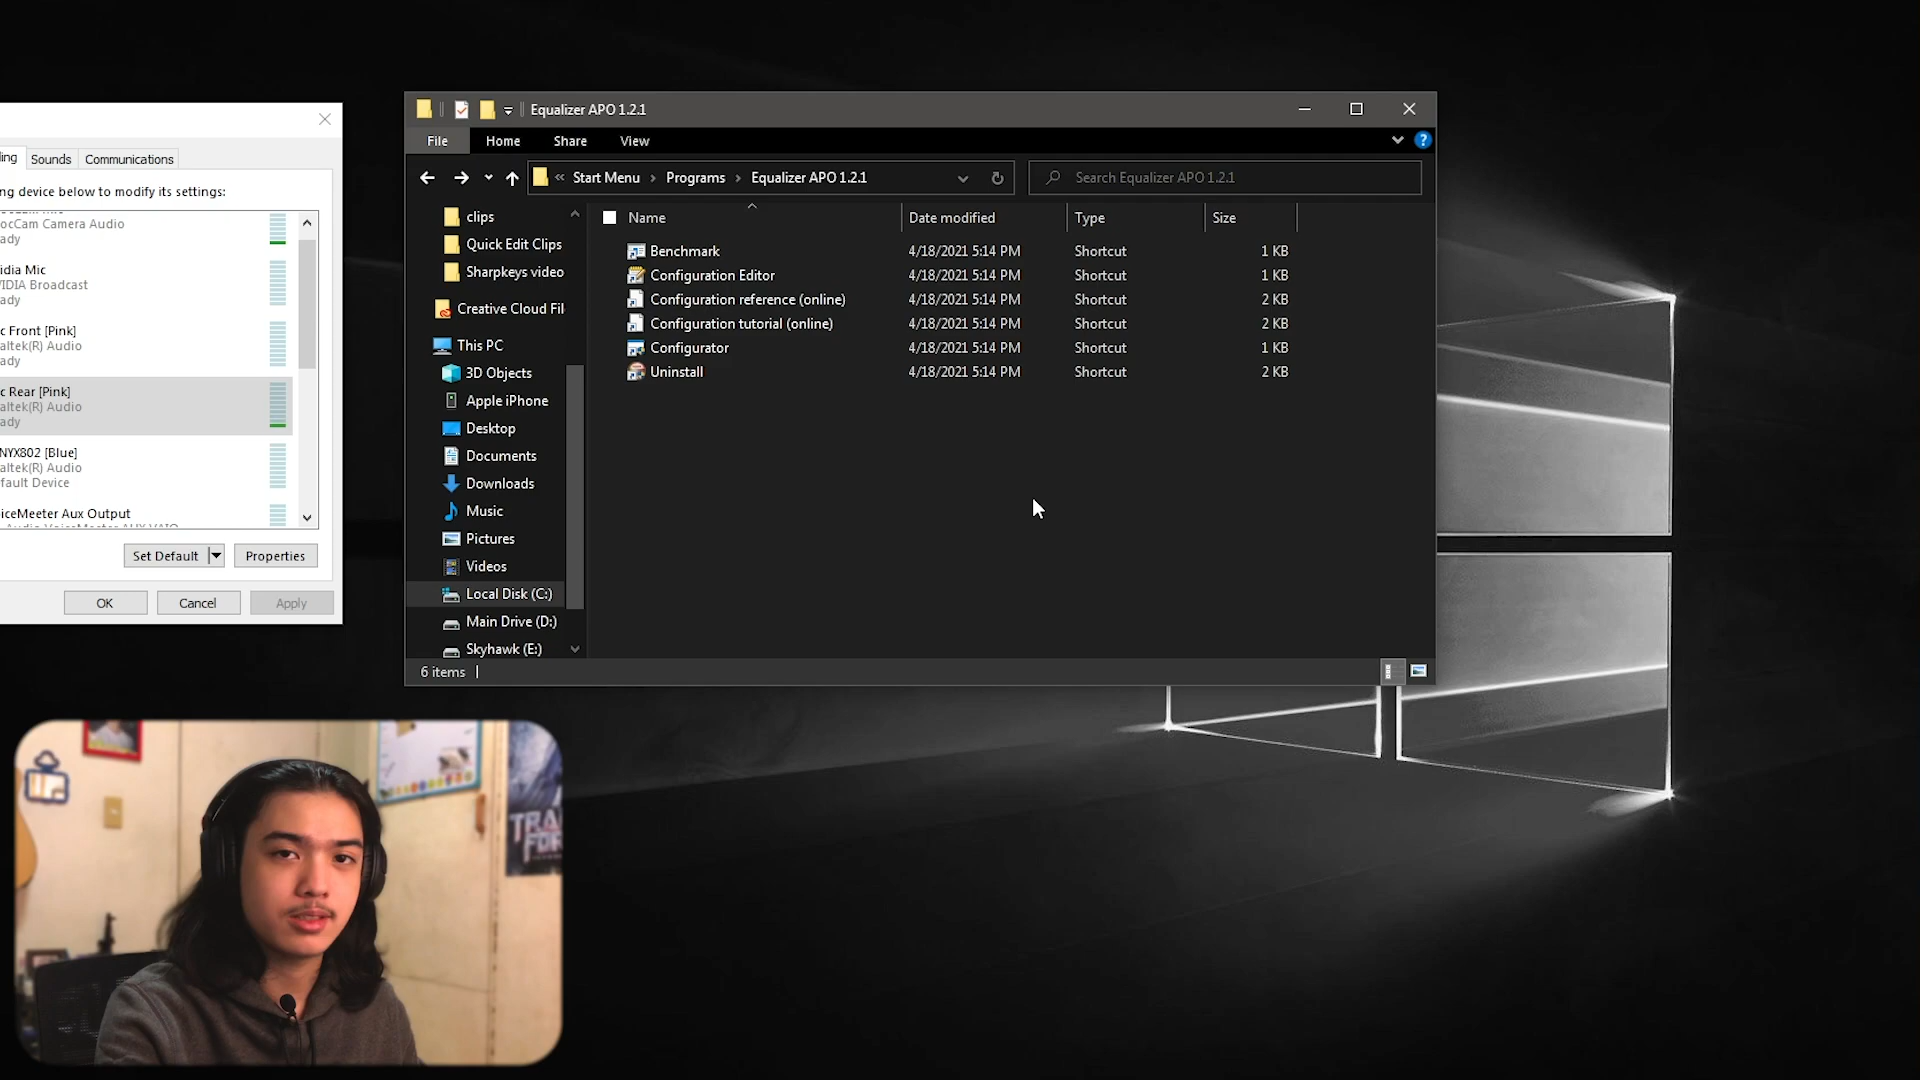 Equalizer APO 1.2.1
File Home Share View
« Start Menu › Programs › Equalizer APO 1.2.1
Search Equalizer APO 1.2.1
clips
Quick Edit Clips
Sharpkeys video
Creative Cloud Fil
This PC
3D Objects
Apple iPhone
Desktop
Documents
Downloads
Music
Pictures
Videos
Local Disk (C:)
Main Drive (D:)
Skyhawk (E:)
Name Date modified Type Size
Benchmark 4/18/2021 5:14 PM Shortcut 1 KB
Configuration Editor 4/18/2021 5:14 PM Shortcut 1 KB
Configuration reference (online) 4/18/2021 5:14 PM Shortcut 2 KB
Configuration tutorial (online) 4/18/2021 5:14 PM Shortcut 2 KB
Configurator 4/18/2021 5:14 PM Shortcut 1 KB
Uninstall 4/18/2021 5:14 PM Shortcut 2 KB
6 items
ing Sounds Communications
ng device below to modify its settings:
ocCam Camera Audio
ady
idia Mic
VIDIA Broadcast
ady
c Front [Pink]
altek(R) Audio
ady
c Rear [Pink]
altek(R) Audio
ady
NYX802 [Blue]
altek(R) Audio
fault Device
iceMeeter Aux Output
Set Default Properties
OK Cancel Apply
TRA
FOR